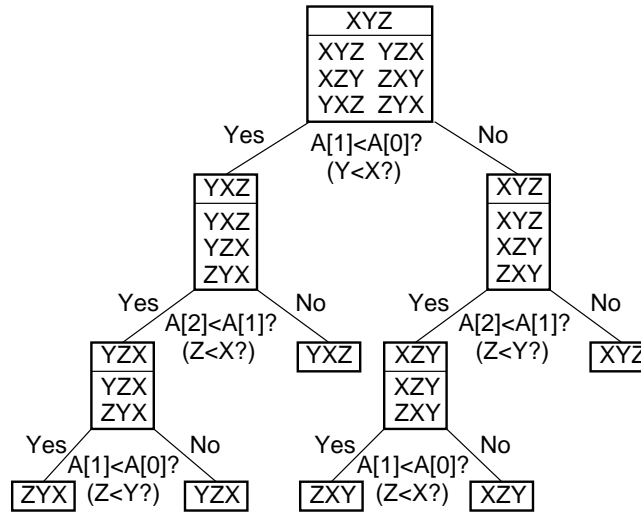 XYZ
XYZ YZX
XZY ZXY
YXZ ZYX
Yes
A[1]<A[0]?
(Y<X?)
No
YXZ
YXZ
YZX
ZYX
XYZ
XYZ
XZY
ZXY
Yes
A[2]<A[1]?
(Z<X?)
No
Yes
A[2]<A[1]?
(Z<Y?)
No
YZX
YZX
ZYX
YXZ
XZY
XZY
ZXY
XYZ
Yes
A[1]<A[0]?
(Z<Y?)
No
Yes
A[1]<A[0]?
(Z<X?)
No
ZYX
YZX
ZXY
XZY